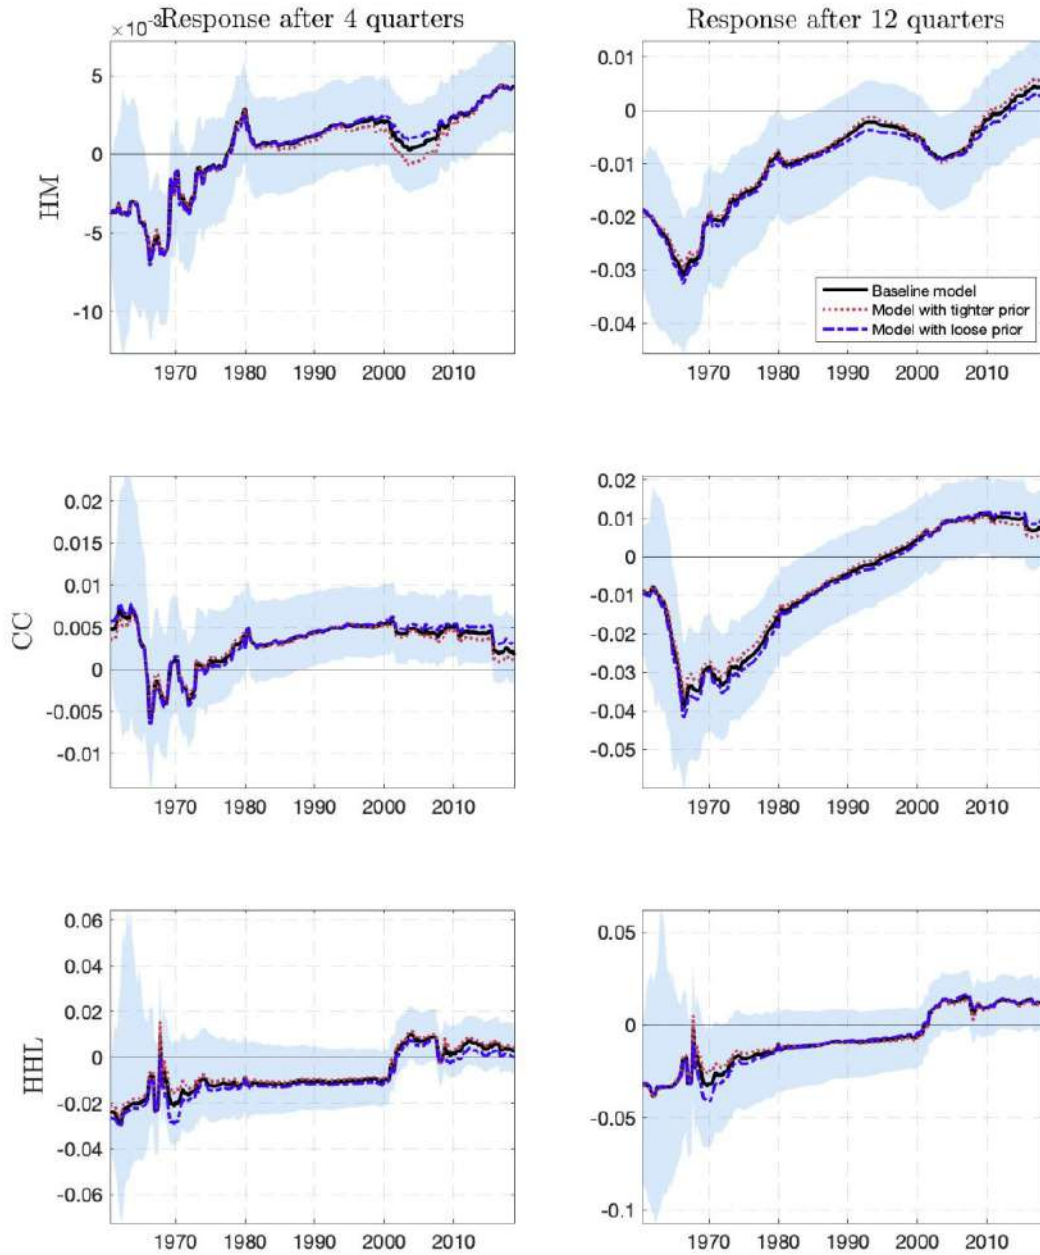 ×10⁻³ Response after 4 quarters
Response after 12 quarters
HM
5
0
-5
-10
1970 1980 1990 2000 2010
0.01
0
-0.01
-0.02
-0.03
-0.04
Baseline model
Model with tighter prior
Model with loose prior
1970 1980 1990 2000 2010
CC
0.02
0.015
0.01
0.005
0
-0.005
-0.01
1970 1980 1990 2000 2010
0.02
0.01
0
-0.01
-0.02
-0.03
-0.04
-0.05
1970 1980 1990 2000 2010
HHL
0.06
0.04
0.02
0
-0.02
-0.04
-0.06
1970 1980 1990 2000 2010
0.05
0
-0.05
-0.1
1970 1980 1990 2000 2010